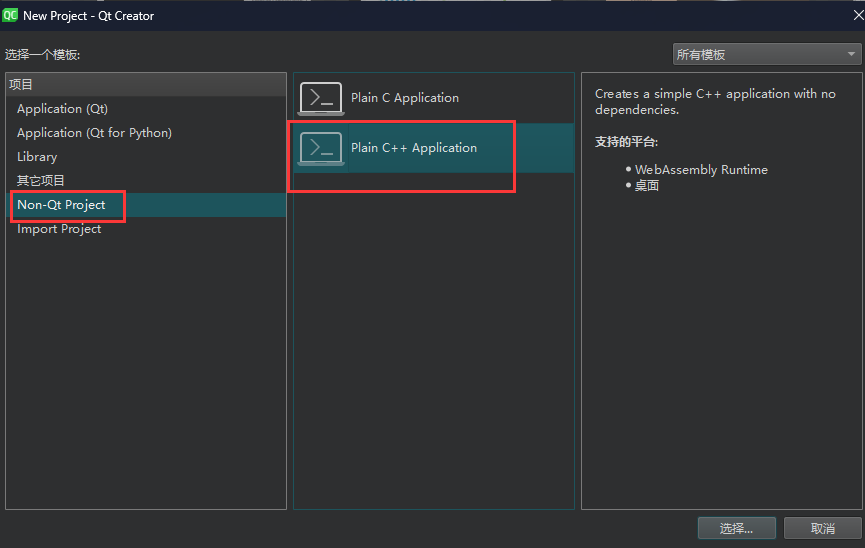 QC New Project - Qt Creator
选择一个模板:
所有模板
项目
Application (Qt)
Application (Qt for Python)
Library
其它项目
Non-Qt Project
Import Project
Plain C Application
Plain C++ Application
Creates a simple C++ application with no
dependencies.
支持的平台:
• WebAssembly Runtime
• 桌面
选择...
取消